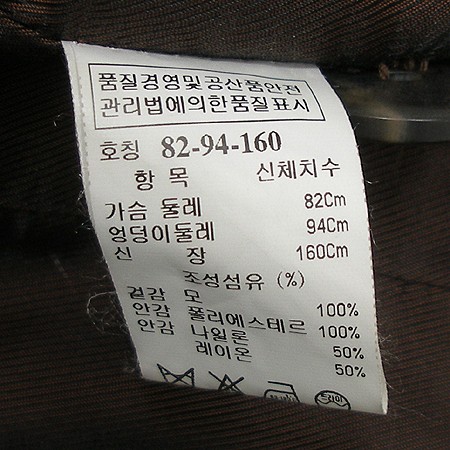 품질경영및공산품안전
관리법에의한품질표시
호칭 82-94-160
항 목 신체치수
가슴 둘레 82Cm
엉덩이둘레 94Cm
신 장 160Cm
조성섬유 (%)
겉감 모 100%
안감 폴리에스테르 100%
안감 나일론 50%
레이온 50%
드라이